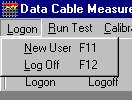 Data Cable Measure
Logon Run Test Calibr
New User F11
Log Off F12
Logon Logoff